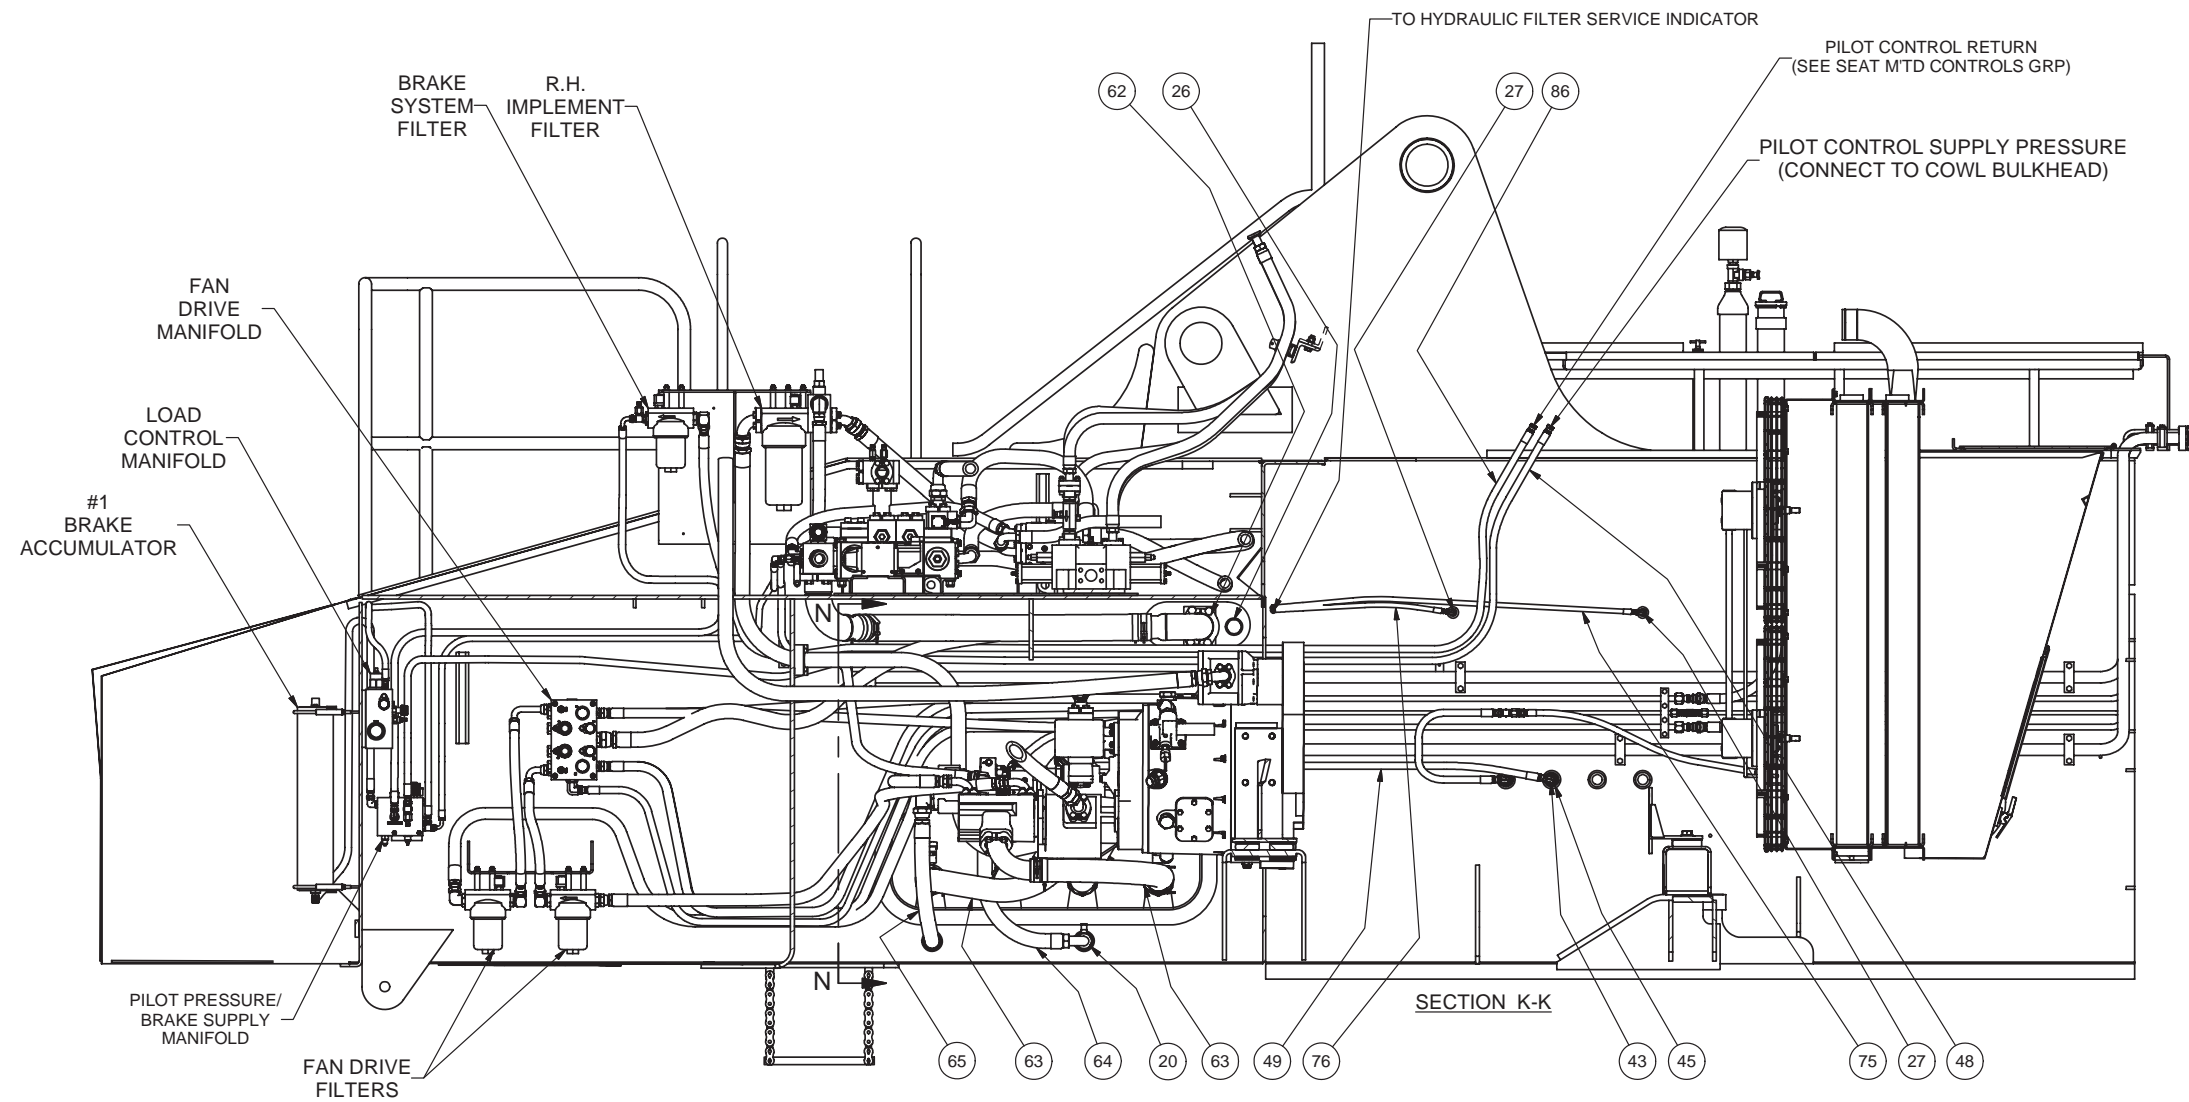 TO HYDRAULIC FILTER SERVICE INDICATOR
PILOT CONTROL RETURN
(SEE SEAT M'TD CONTROLS GRP)
BRAKE
SYSTEM
FILTER
R.H.
IMPLEMENT
FILTER
62
26
27
86
PILOT CONTROL SUPPLY PRESSURE
(CONNECT TO COWL BULKHEAD)
FAN
DRIVE
MANIFOLD
LOAD
CONTROL
MANIFOLD
#1
BRAKE
ACCUMULATOR
N
N
SECTION K-K
PILOT PRESSURE/
BRAKE SUPPLY
MANIFOLD
FAN DRIVE
FILTERS
65
63
64
20
63
49
76
43
45
75
27
48